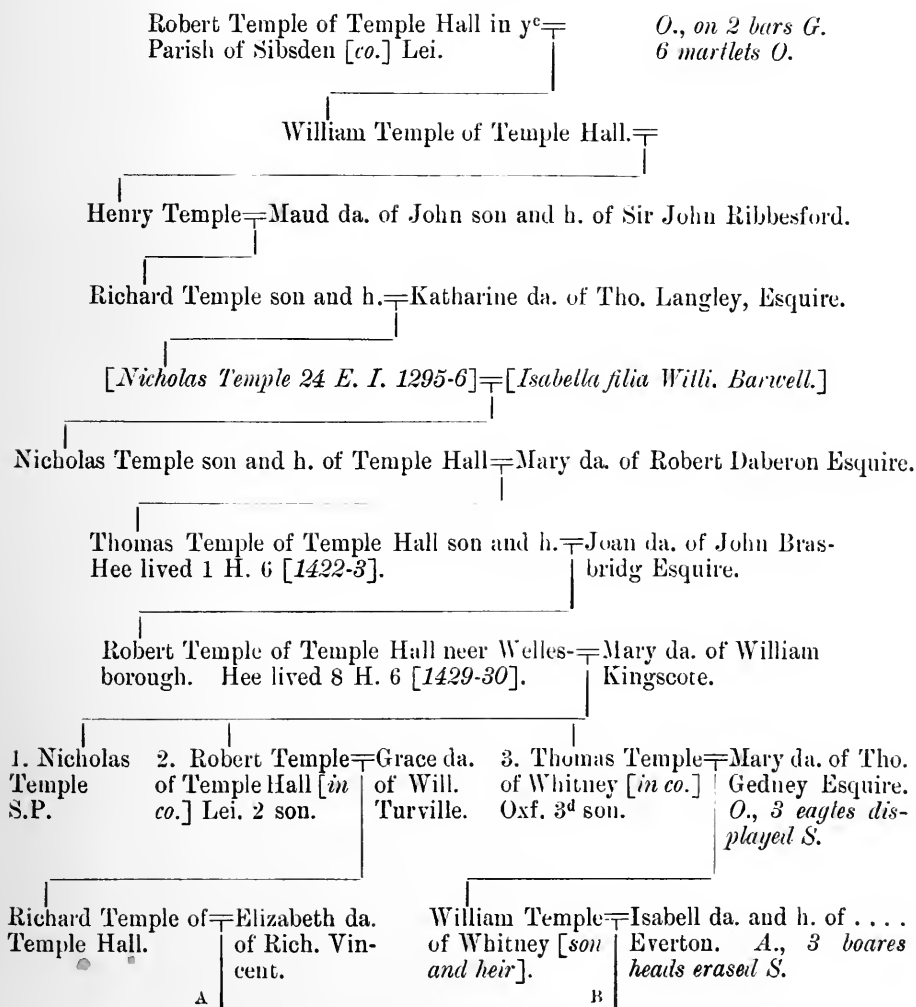 Robert Temple of Temple Hall in yᵉ = O., on 2 bars G.
Parish of Sibsden [co.] Lei. 6 martlets O.
William Temple of Temple Hall. =
Henry Temple = Maud da. of John son and h. of Sir John Ribbesford.
Richard Temple son and h. = Katharine da. of Tho. Langley, Esquire.
[Nicholas Temple 24 E. I. 1295-6] = [Isabella filia Willi. Barwell.]
Nicholas Temple son and h. of Temple Hall = Mary da. of Robert Daberon Esquire.
Thomas Temple of Temple Hall son and h. = Joan da. of John Bras-
Hee lived 1 H. 6 [1422-3]. bridg Esquire.
Robert Temple of Temple Hall neer Welles- = Mary da. of William
borough. Hee lived 8 H. 6 [1429-30]. Kingscote.
1. Nicholas
Temple
S.P.
2. Robert Temple
of Temple Hall [in
co.] Lei. 2 son.
= Grace da.
of Will.
Turville.
3. Thomas Temple
of Whitney [in co.]
Oxf. 3ᵈ son.
= Mary da. of Tho.
Gedney Esquire.
O., 3 eagles dis-
played S.
Richard Temple of
Temple Hall.
= Elizabeth da.
of Rich. Vin-
cent.
William Temple
of Whitney [son
and heir].
= Isabell da. and h. of ....
Everton. A., 3 boares
heads erased S.
A B